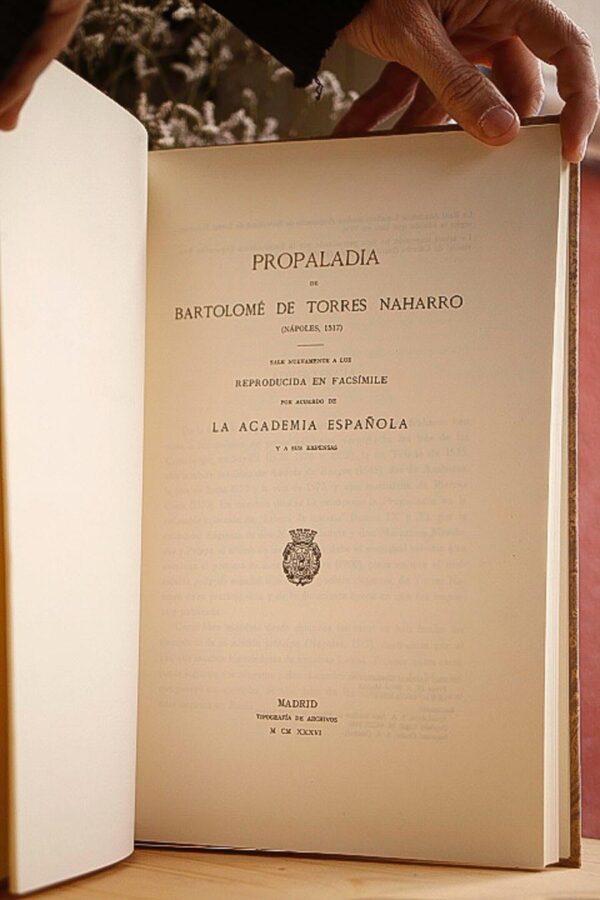 PROPALADIA
DE
BARTOLOMÉ DE TORRES NAHARRO
(NÁPOLES, 1517)
SALE NUEVAMENTE A LUZ
REPRODUCIDA EN FACSÍMILE
POR ACUERDO DE
LA ACADEMIA ESPAÑOLA
Y A SUS EXPENSAS
MADRID
TIPOGRAFÍA DE ARCHIVOS
M CM XXXVI